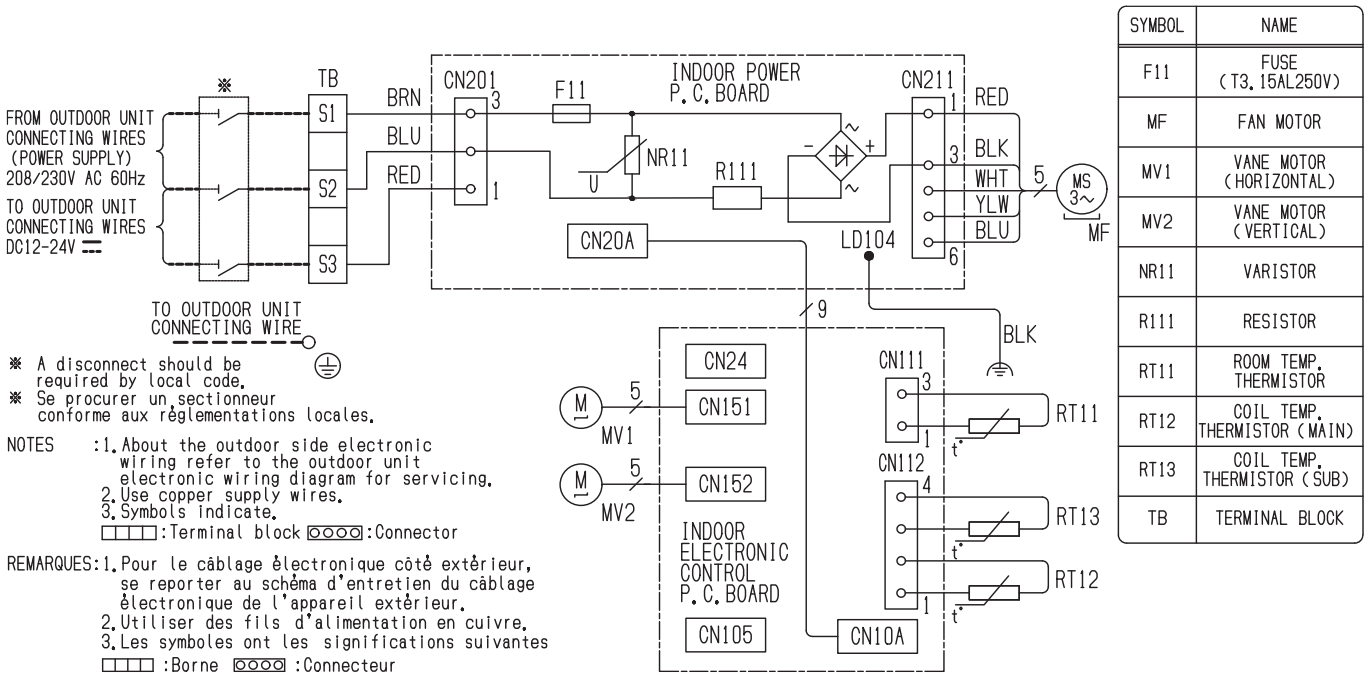 FROM OUTDOOR UNIT
CONNECTING WIRES
(POWER SUPPLY)
208/230V AC 60Hz
TO OUTDOOR UNIT
CONNECTING WIRES
DC12-24V
※
TB
S1
S2
S3
BRN
BLU
RED
TO OUTDOOR UNIT
CONNECTING WIRE
CN201
3
1
F11
INDOOR POWER
P.C.BOARD
NR11
U
R111
~
−
+
~
CN20A
LD104
CN211
1
3
6
RED
BLK
WHT
YLW
BLU
5
MS
3~
MF
9
BLK
※ A disconnect should be
required by local code.
※ Se procurer un sectionneur
conforme aux réglementations locales.
NOTES :1.About the outdoor side electronic
wiring refer to the outdoor unit
electronic wiring diagram for servicing.
2.Use copper supply wires.
3.Symbols indicate.
:Terminal block :Connector
REMARQUES:1.Pour le câblage électronique côté extérieur,
se reporter au schéma d'entretien du câblage
électronique de l'appareil extérieur.
2.Utiliser des fils d'alimentation en cuivre.
3.Les symboles ont les significations suivantes
:Borne :Connecteur
M
5
MV1
M
5
MV2
CN24
CN151
CN152
INDOOR
ELECTRONIC
CONTROL
P.C.BOARD
CN105
CN10A
CN111
3
1
t°
RT11
CN112
4
1
t°
RT13
t°
RT12
SYMBOL NAME
F11 FUSE
(T3.15AL250V)
MF FAN MOTOR
MV1 VANE MOTOR
(HORIZONTAL)
MV2 VANE MOTOR
(VERTICAL)
NR11 VARISTOR
R111 RESISTOR
RT11 ROOM TEMP.
THERMISTOR
RT12 COIL TEMP.
THERMISTOR (MAIN)
RT13 COIL TEMP.
THERMISTOR (SUB)
TB TERMINAL BLOCK